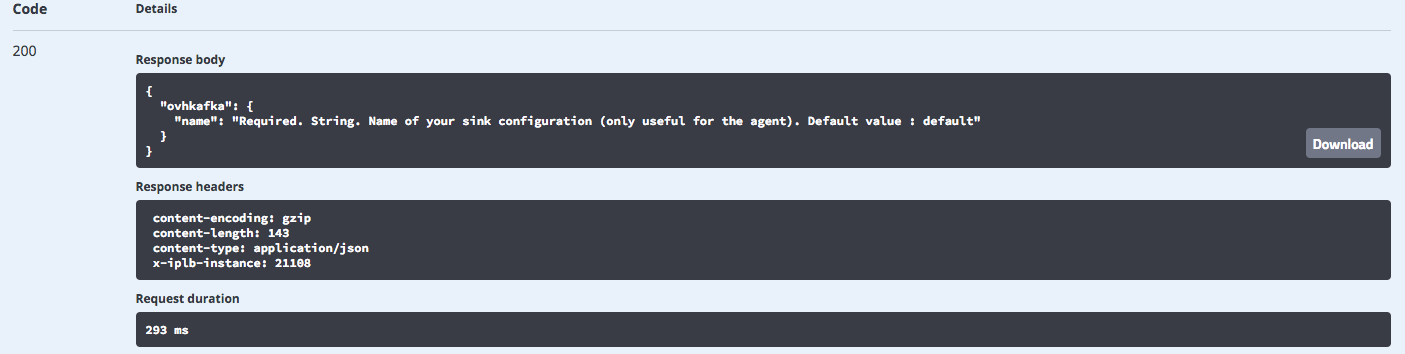 Code Details
200
Response body
{
"ovhkafka": {
"name": "Required. String. Name of your sink configuration (only useful for the agent). Default value : default"
}
}
Download
Response headers
content-encoding: gzip
content-length: 143
content-type: application/json
x-iplb-instance: 21108
Request duration
293 ms